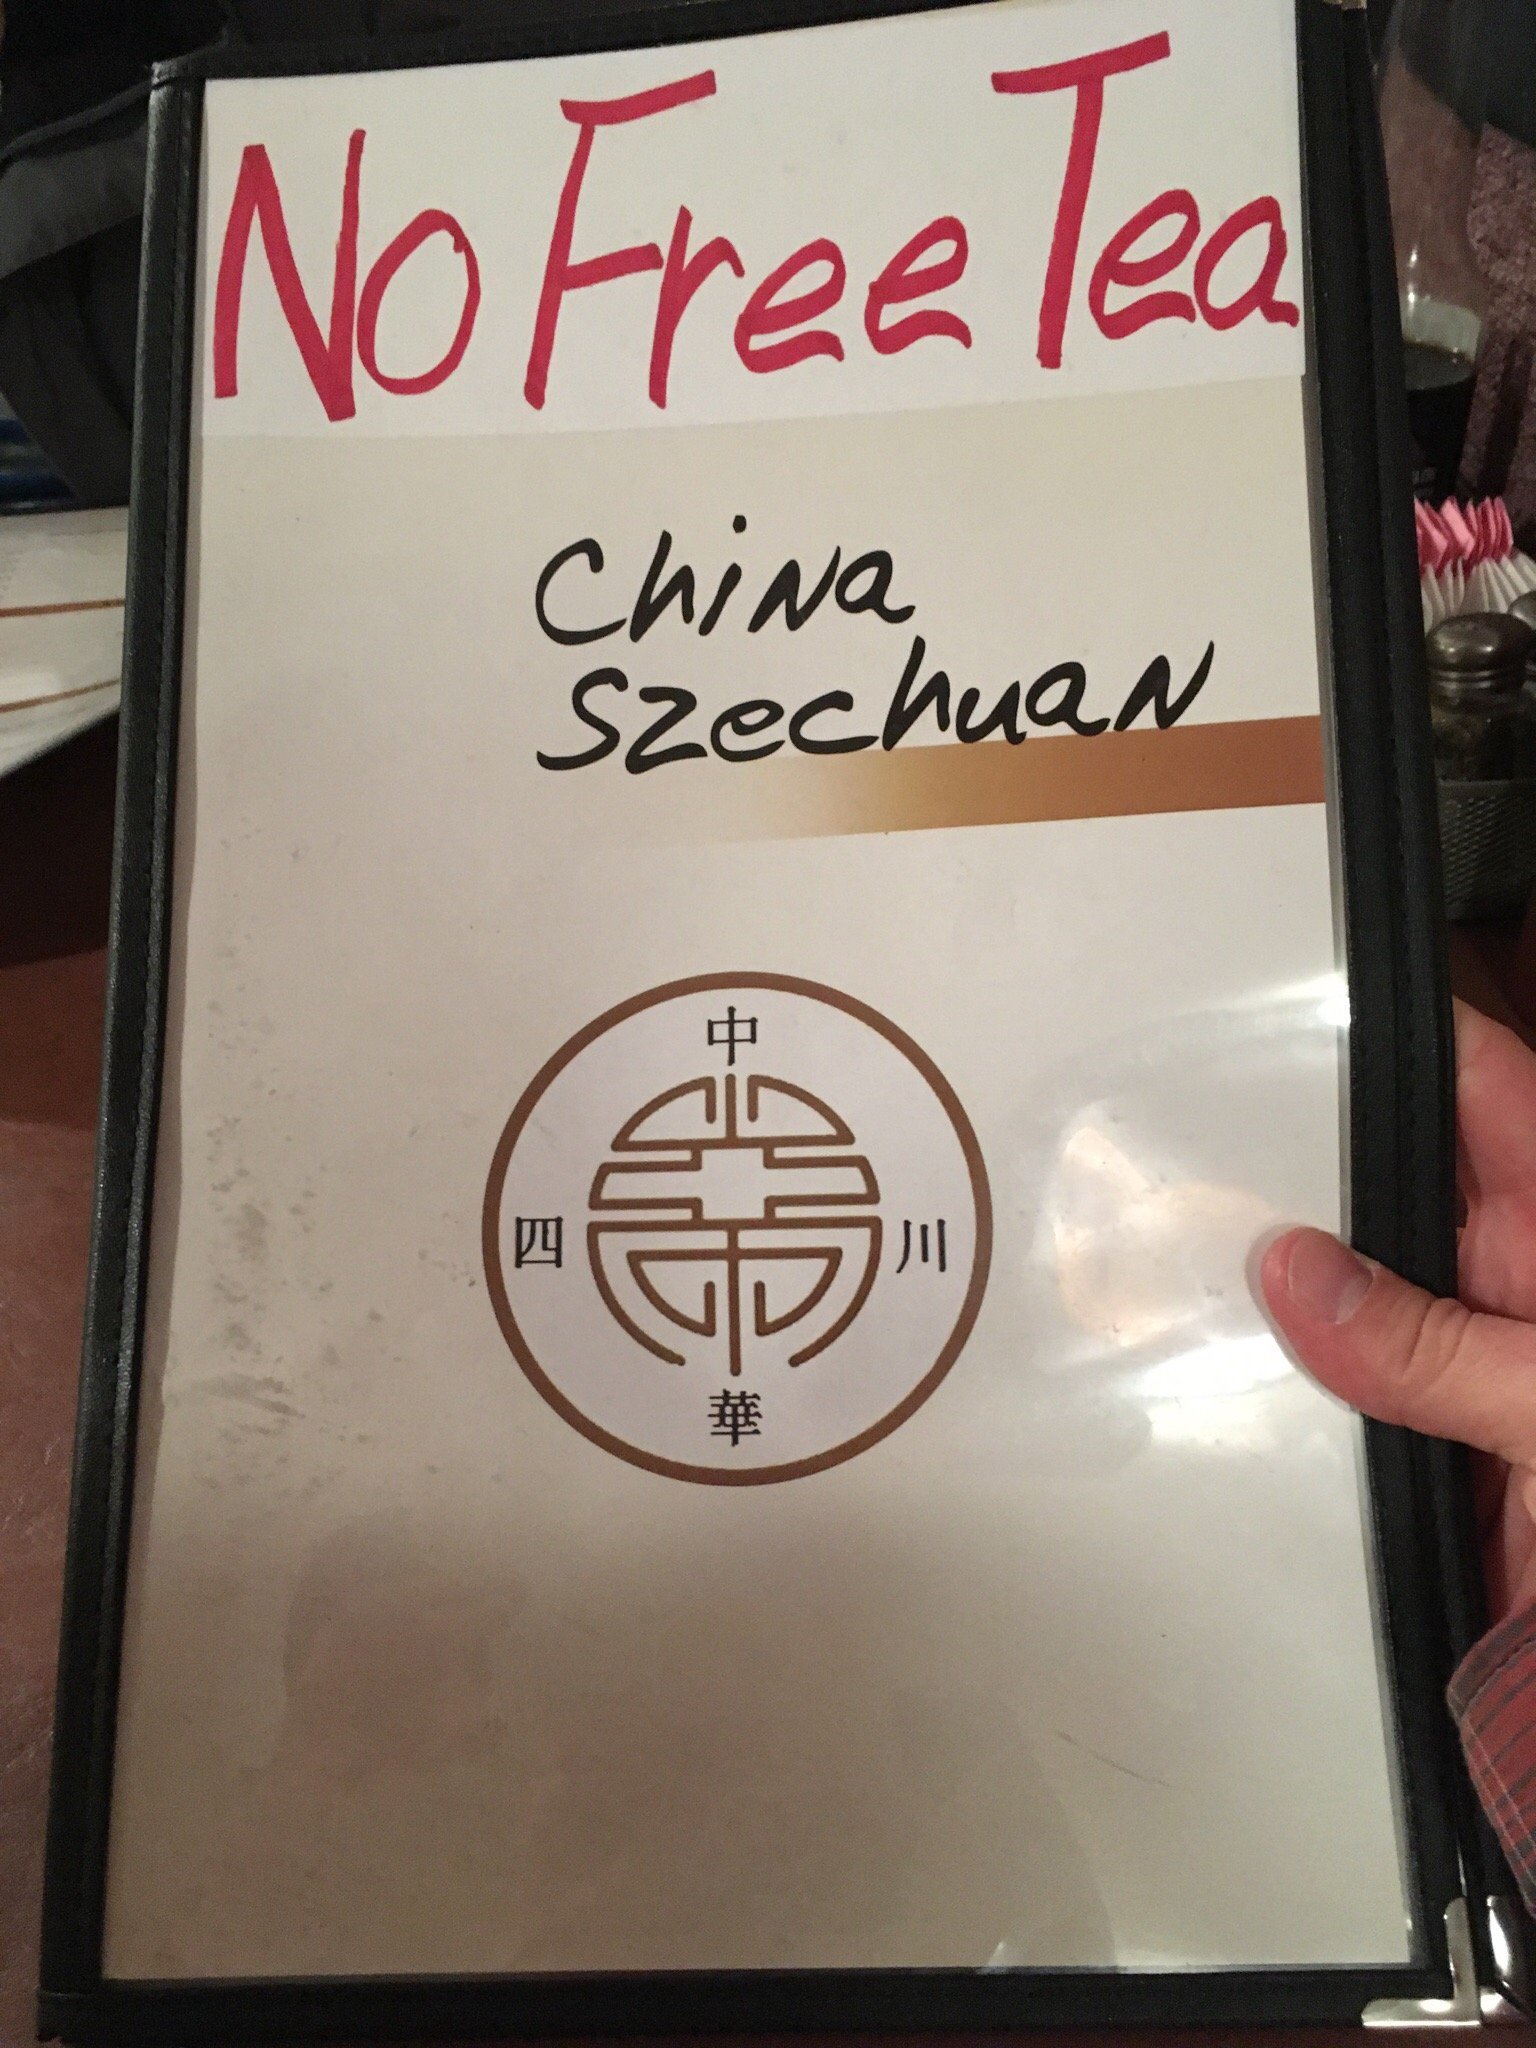 No Free Tea
China
Szechuan
中
四 川
華